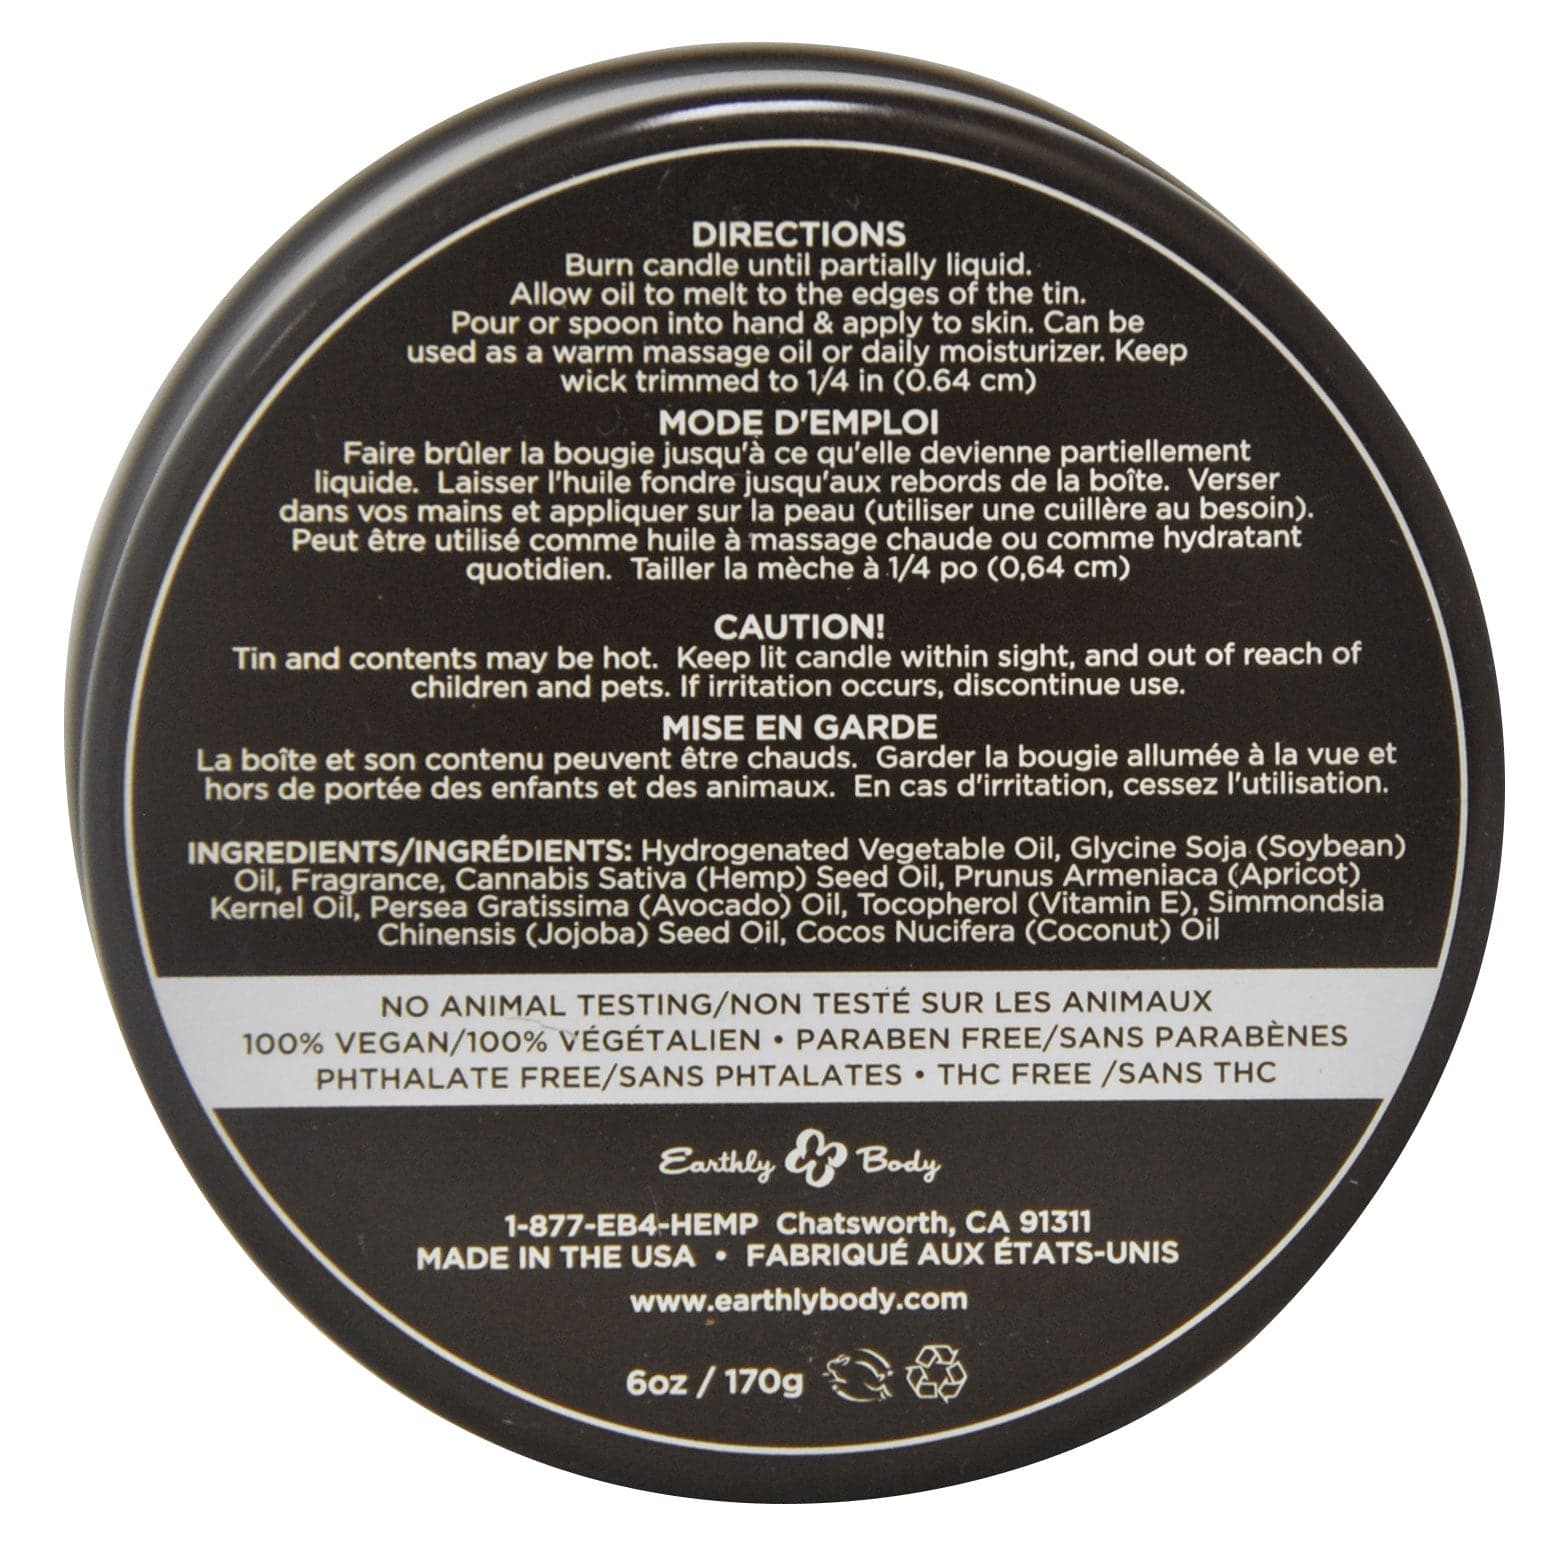 DIRECTIONS
Burn candle until partially liquid.
Allow oil to melt to the edges of the tin.
Pour or spoon into hand & apply to skin. Can be
used as a warm massage oil or daily moisturizer. Keep
wick trimmed to 1/4 in (0.64 cm)
MODE D'EMPLOI
Faire brûler la bougie jusqu'à ce qu'elle devienne partiellement
liquide. Laisser l'huile fondre jusqu'aux rebords de la boîte. Verser
dans vos mains et appliquer sur la peau (utiliser une cuillère au besoin).
Peut être utilisé comme huile à massage chaude ou comme hydratant
quotidien. Tailler la mèche à 1/4 po (0,64 cm)
CAUTION!
Tin and contents may be hot. Keep lit candle within sight, and out of reach of
children and pets. If irritation occurs, discontinue use.
MISE EN GARDE
La boîte et son contenu peuvent être chauds. Garder la bougie allumée à la vue et
hors de portée des enfants et des animaux. En cas d'irritation, cessez l'utilisation.
INGREDIENTS/INGRÉDIENTS: Hydrogenated Vegetable Oil, Glycine Soja (Soybean)
Oil, Fragrance, Cannabis Sativa (Hemp) Seed Oil, Prunus Armeniaca (Apricot)
Kernel Oil, Persea Gratissima (Avocado) Oil, Tocopherol (Vitamin E), Simmondsia
Chinensis (Jojoba) Seed Oil, Cocos Nucifera (Coconut) Oil
NO ANIMAL TESTING/NON TESTÉ SUR LES ANIMAUX
100% VEGAN/100% VÉGÉTALIEN • PARABEN FREE/SANS PARABÈNES
PHTHALATE FREE/SANS PHTALATES • THC FREE /SANS THC
Earthly Body
1-877-EB4-HEMP Chatsworth, CA 91311
MADE IN THE USA • FABRIQUÉ AUX ÉTATS-UNIS
www.earthlybody.com
6oz / 170g